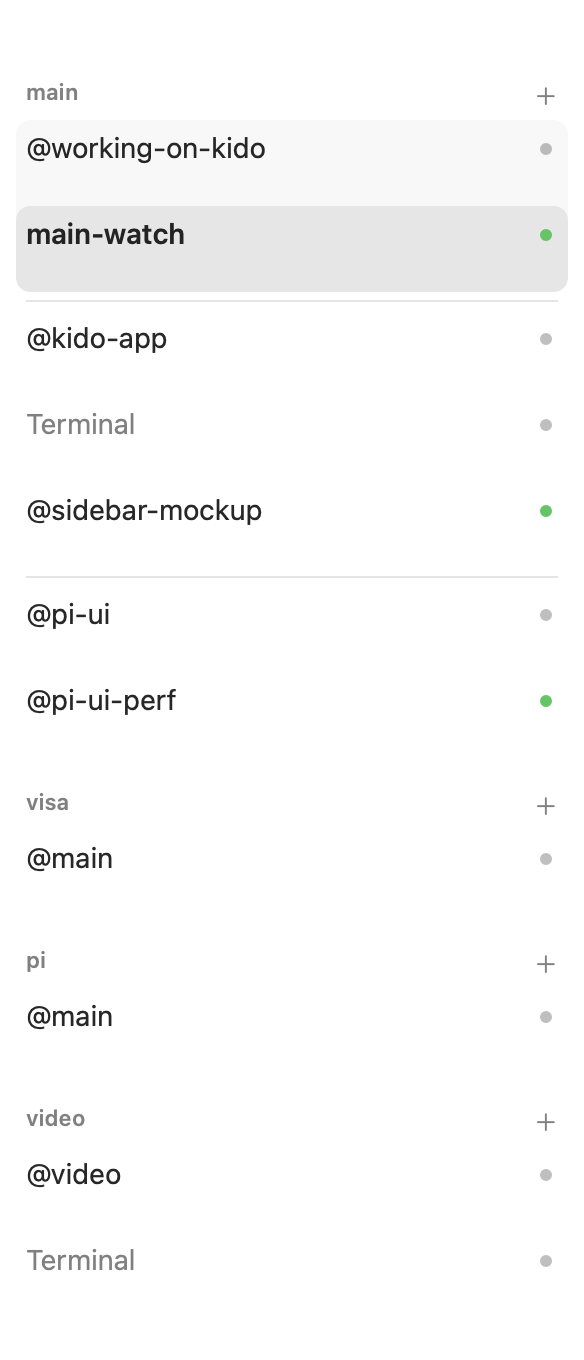 main
@working-on-kido
main-watch
@kido-app
Terminal
@sidebar-mockup
@pi-ui
@pi-ui-perf
visa
@main
pi
@main
video
@video
Terminal